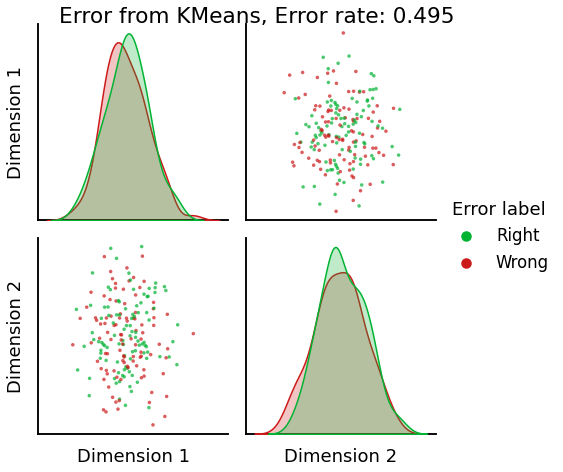 Error from KMeans, Error rate: 0.495
Dimension 1
Error label
Right
Wrong
Dimension 2
Dimension 1
Dimension 2